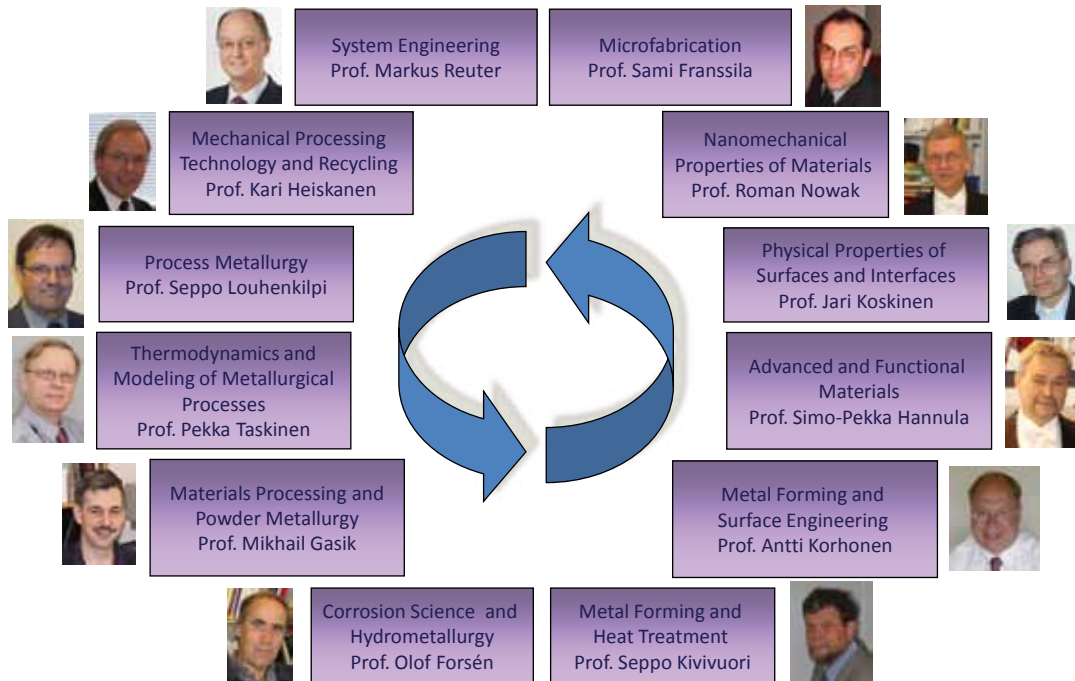 System Engineering
Prof. Markus Reuter
Microfabrication
Prof. Sami Franssila
Mechanical Processing
Technology and Recycling
Prof. Kari Heiskanen
Nanomechanical
Properties of Materials
Prof. Roman Nowak
Process Metallurgy
Prof. Seppo Louhenkilpi
Physical Properties of
Surfaces and Interfaces
Prof. Jari Koskinen
Thermodynamics and
Modeling of Metallurgical
Processes
Prof. Pekka Taskinen
Advanced and Functional
Materials
Prof. Simo-Pekka Hannula
Materials Processing and
Powder Metallurgy
Prof. Mikhail Gasik
Metal Forming and
Surface Engineering
Prof. Antti Korhonen
Corrosion Science and
Hydrometallurgy
Prof. Olof Forsén
Metal Forming and
Heat Treatment
Prof. Seppo Kivivuori